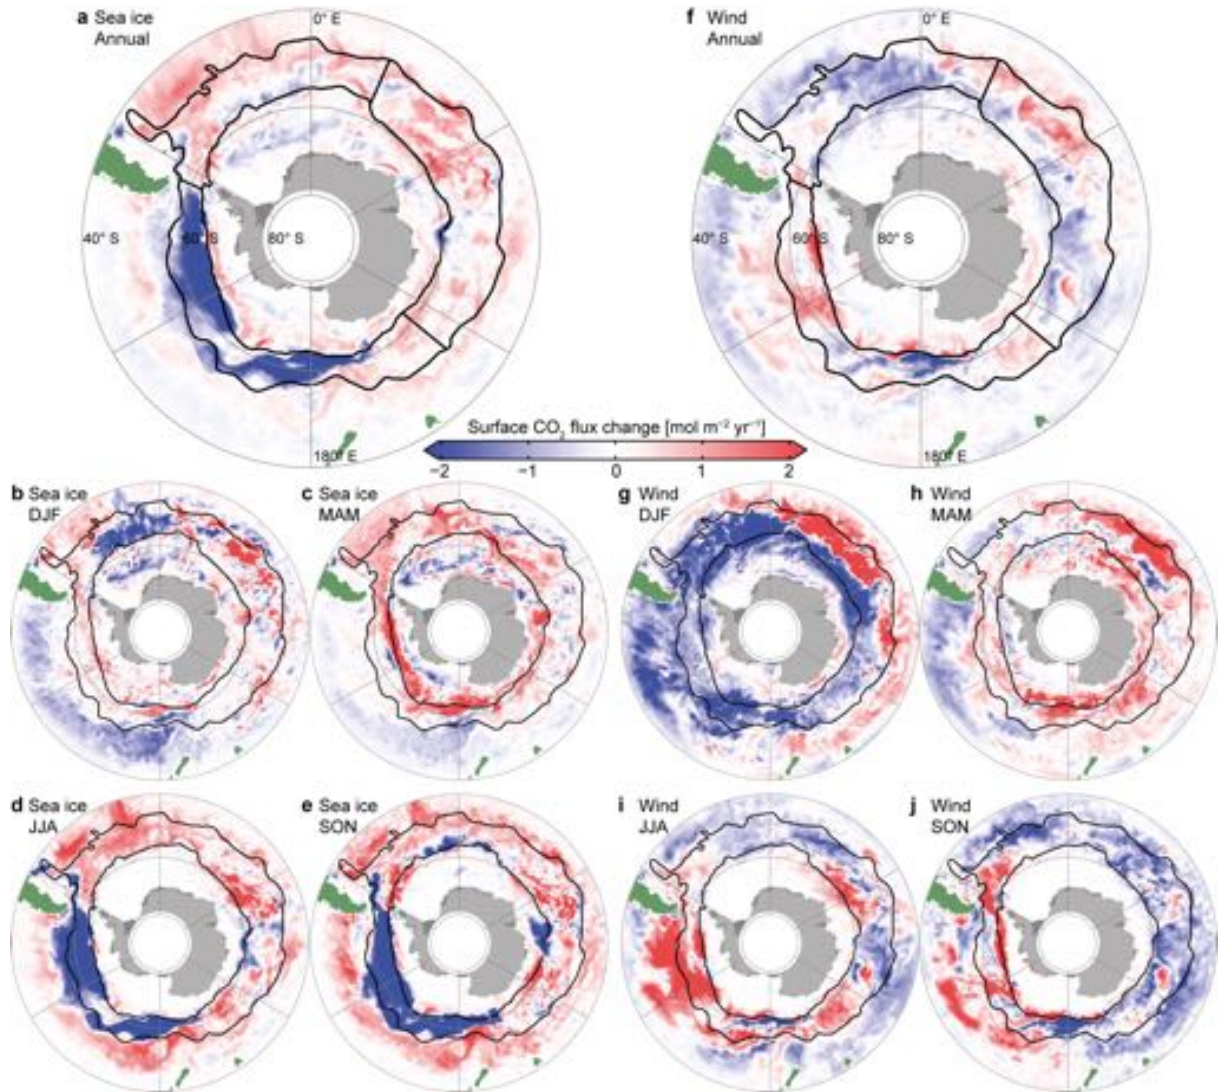 a Sea ice
Annual
0° E
f Wind
Annual
0° E
40° S
60° S
80° S
40° S
60° S
80° S
Surface CO₂ flux change [mol m⁻² yr⁻¹]
180° E
180° E
−2
−1
0
1
2
b Sea ice
DJF
c Sea ice
MAM
g Wind
DJF
h Wind
MAM
d Sea ice
JJA
e Sea ice
SON
i Wind
JJA
j Wind
SON